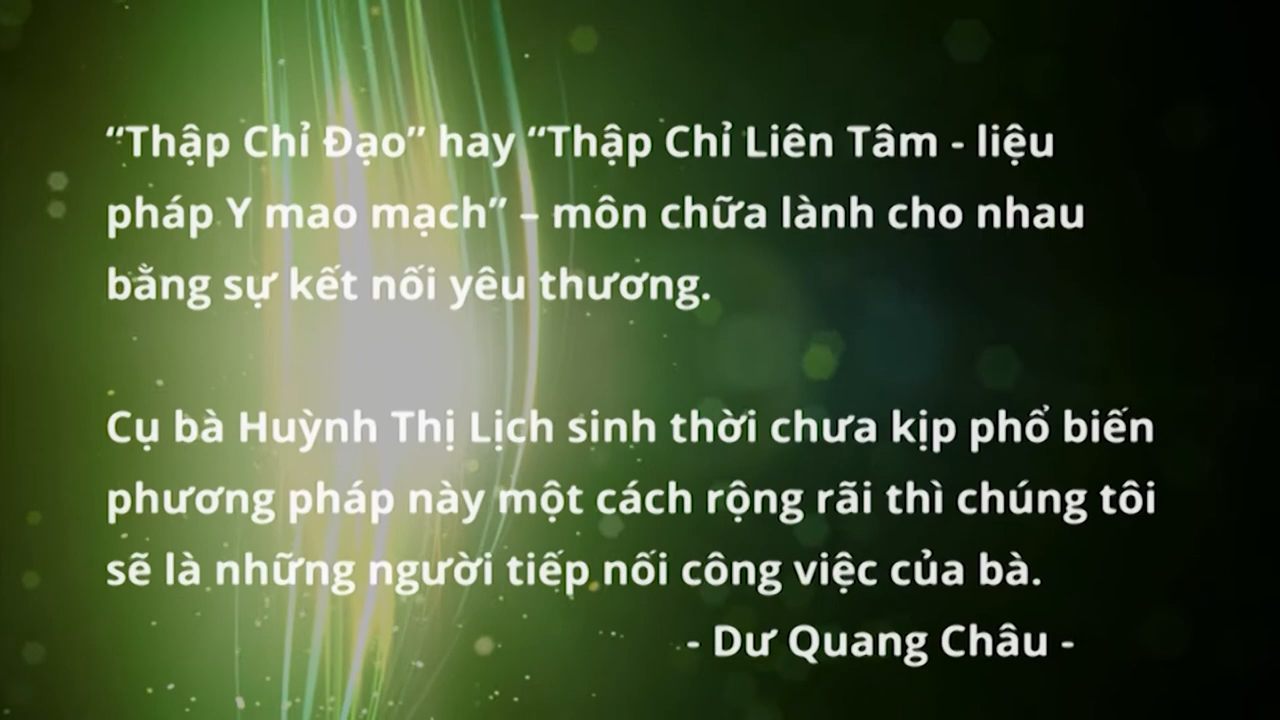 “Thập Chỉ Đạo” hay “Thập Chỉ Liên Tâm - liệu
pháp Y mao mạch” – môn chữa lành cho nhau
bằng sự kết nối yêu thương.
Cụ bà Huỳnh Thị Lịch sinh thời chưa kịp phổ biến
phương pháp này một cách rộng rãi thì chúng tôi
sẽ là những người tiếp nối công việc của bà.
- Dư Quang Châu -